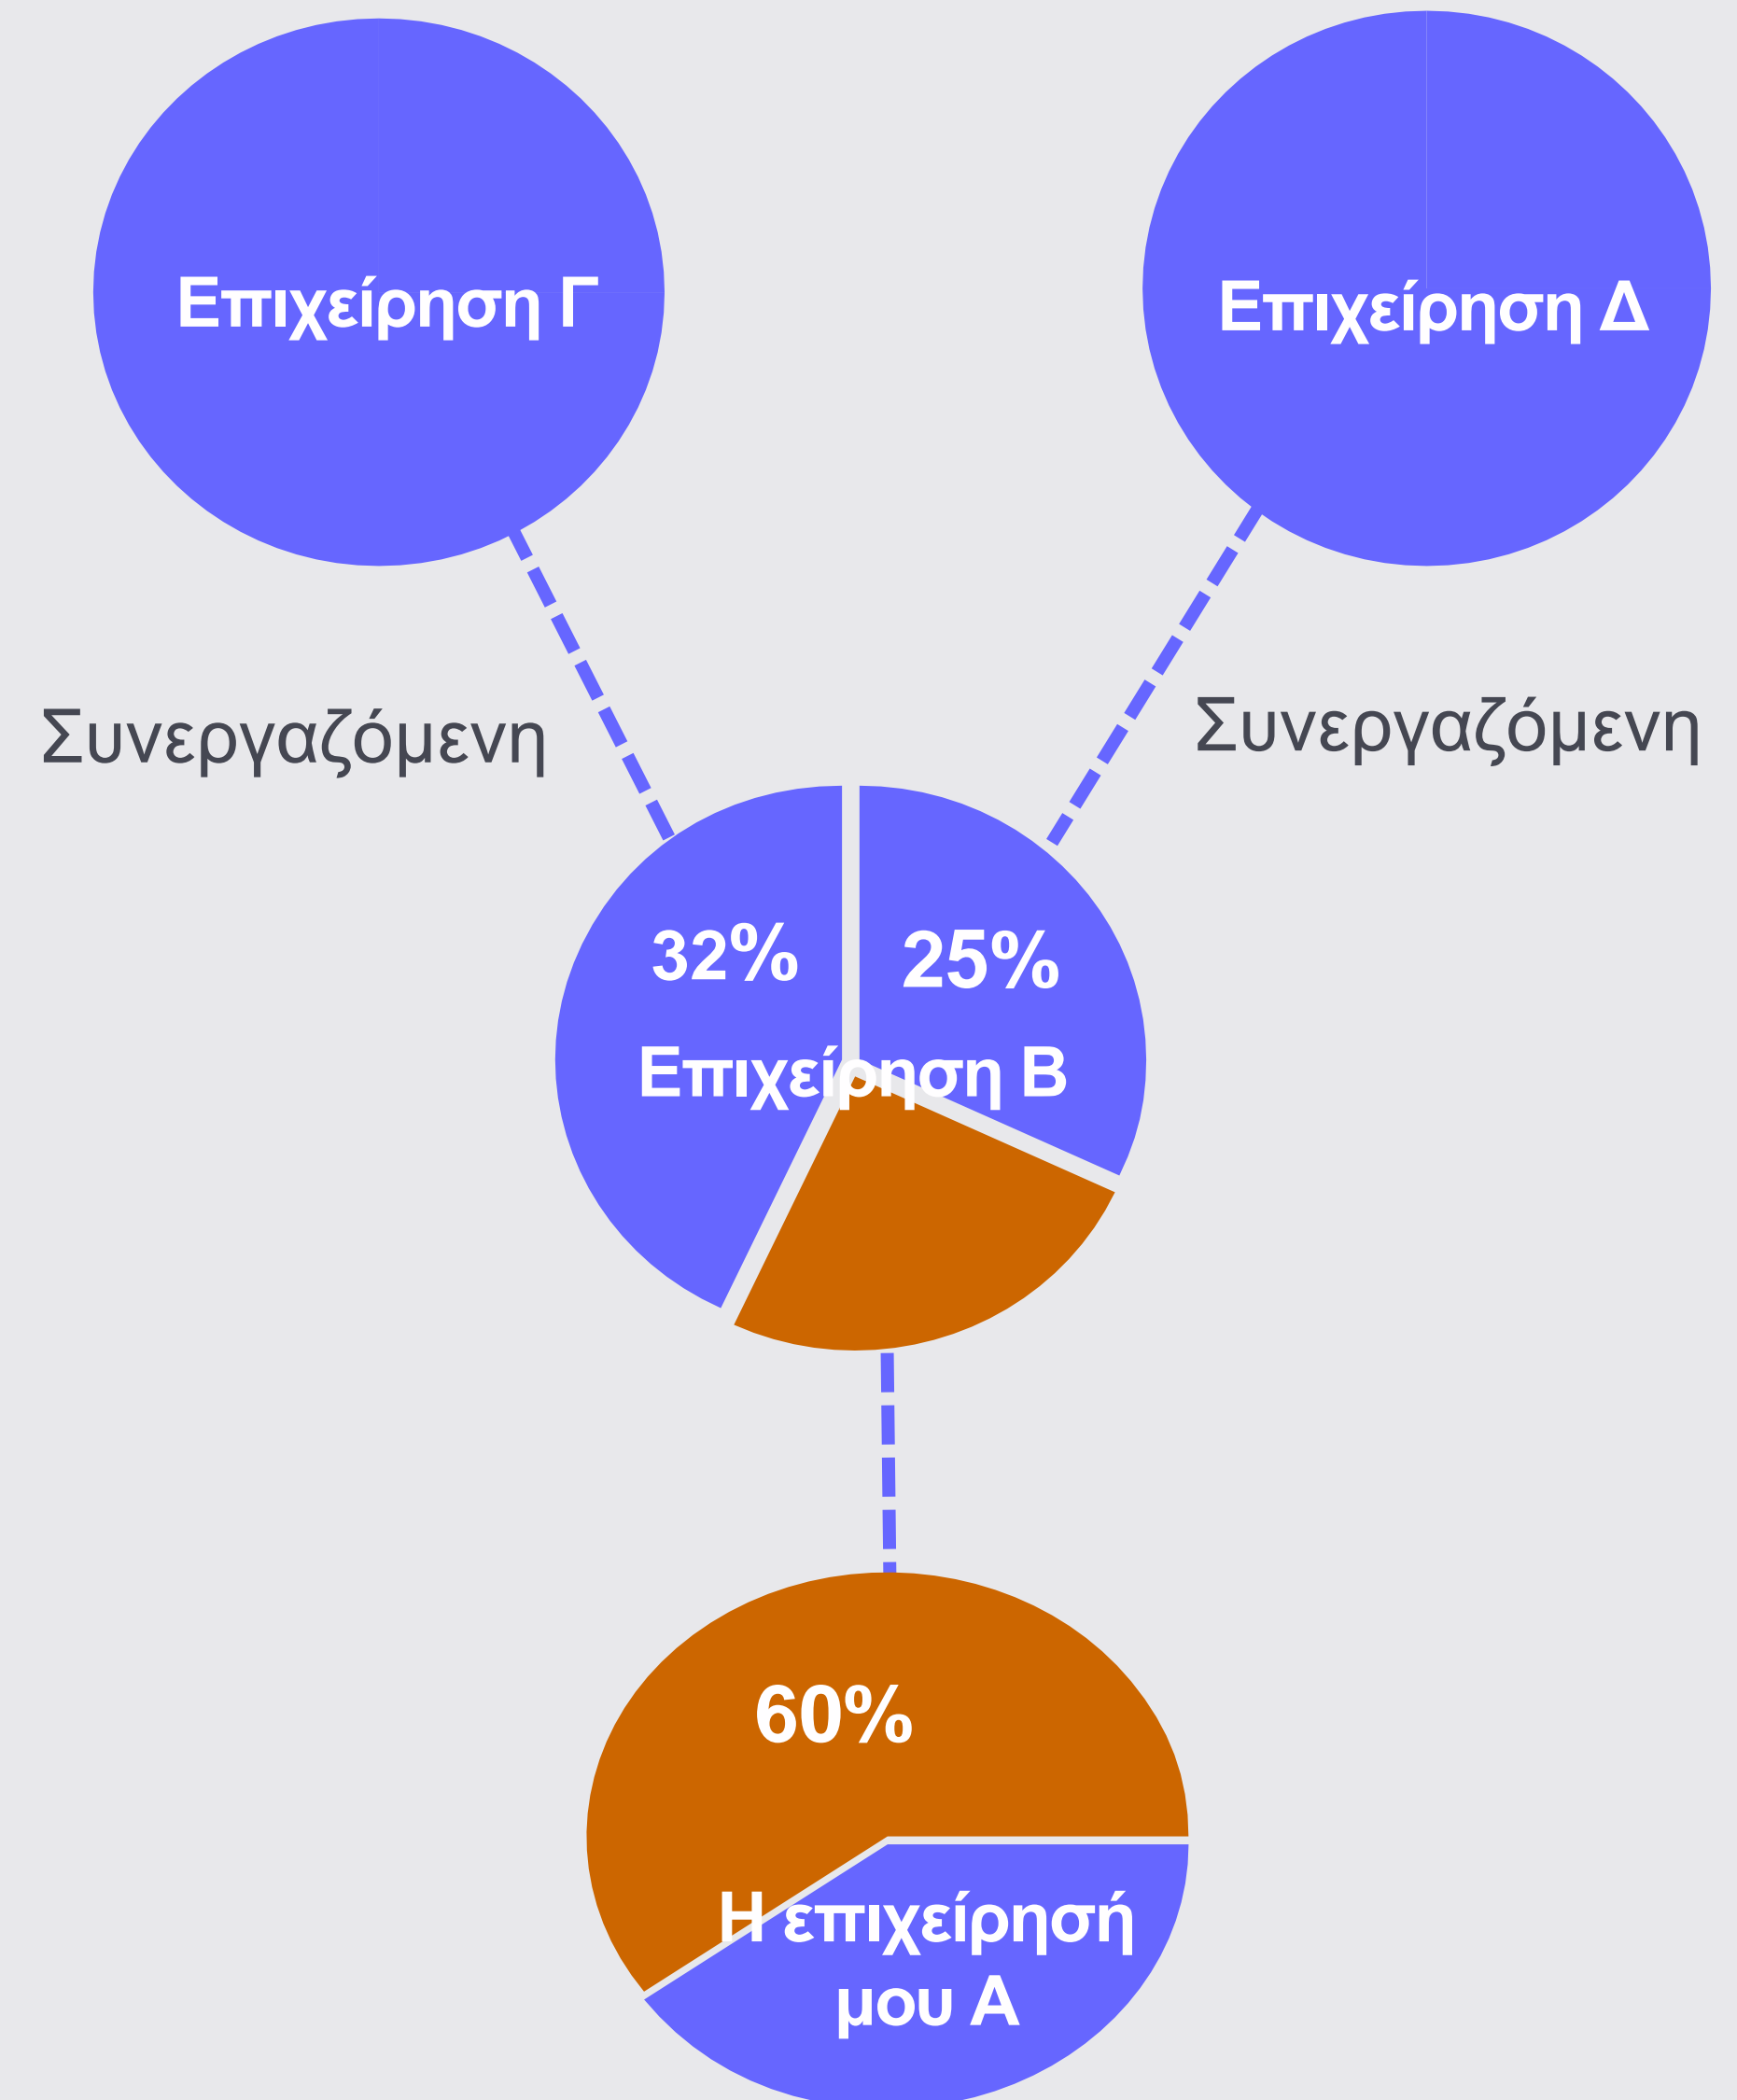 Επιχείρηση Γ
Επιχείρηση Δ
Συνεργαζόμενη
Συνεργαζόμενη
32%
25%
Επιχείρηση Β
60%
Η επιχείρησή
μου Α